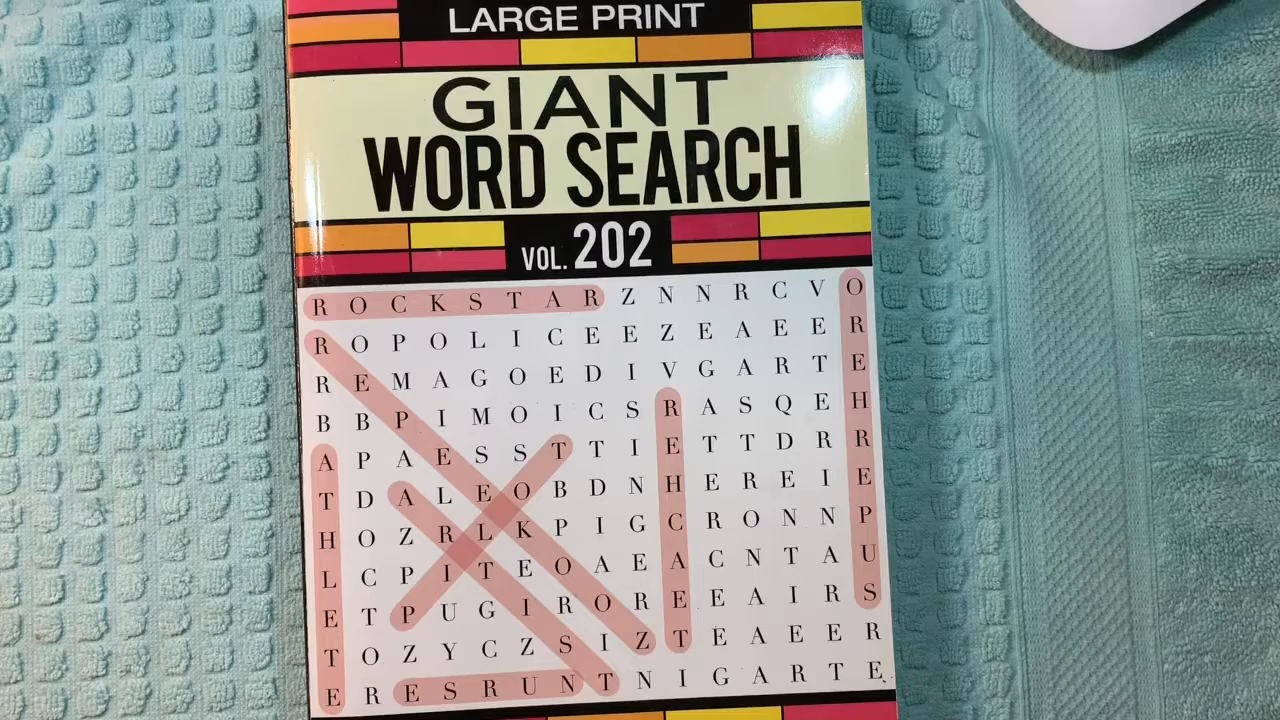 LARGE PRINT
GIANT
WORD SEARCH
VOL. 202
R O C K S T A R Z N N R C V O
R O P O L I C E E Z E A E E R
R E M A G O E D I V G A R T E
B B P I M O I C S R A S Q E H
A P A E S S T T I E T T D R R
T D A L E O B D N H E R E I E
H O Z R L K P I G C R O N N P
L C P I T E O A E A C N T A U
E T P U G I R O R E E A I R S
T O Z Y C Z S I Z T E A E E R
E R E S R U N T N I G A R T E